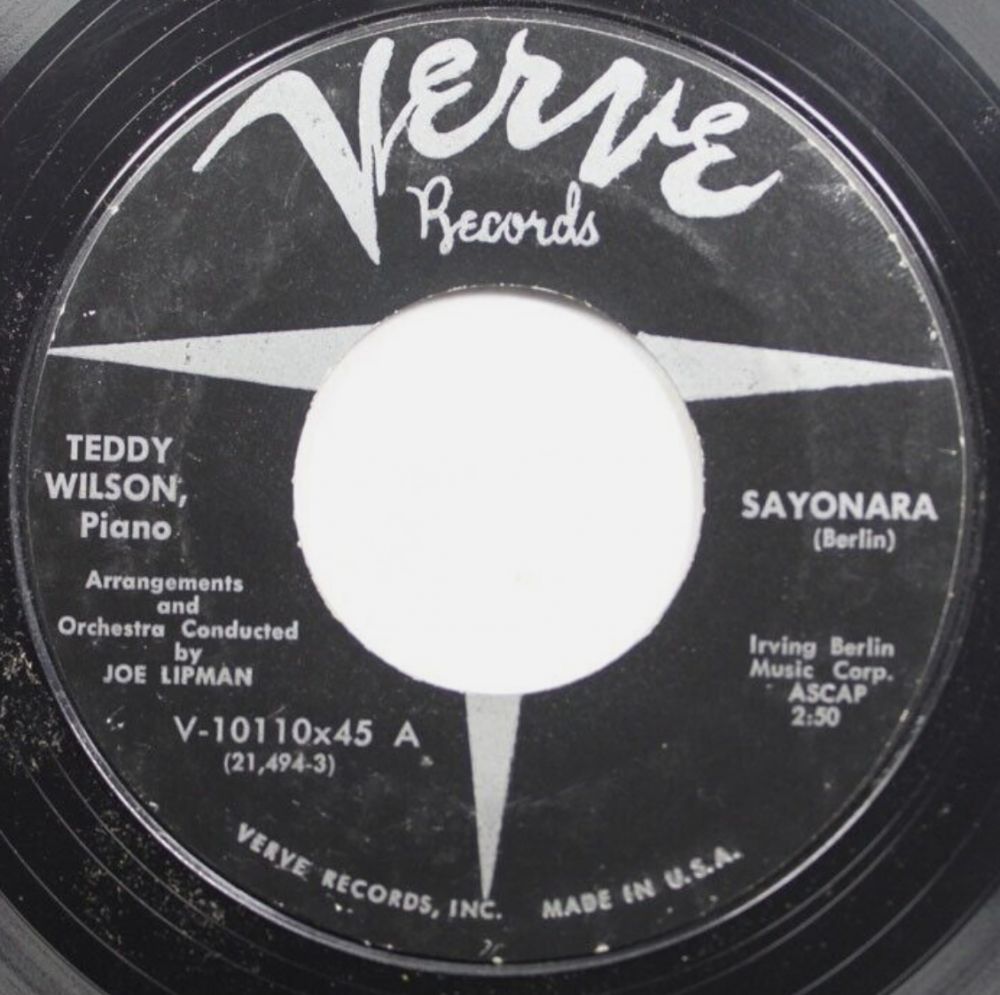 Verve
Records
TEDDY
WILSON,
Piano
Arrangements
and
Orchestra Conducted
by
JOE LIPMAN
V-10110x45 A
(21,494-3)
SAYONARA
(Berlin)
Irving Berlin
Music Corp.
ASCAP
2:50
VERVE RECORDS, INC. MADE IN U.S.A.